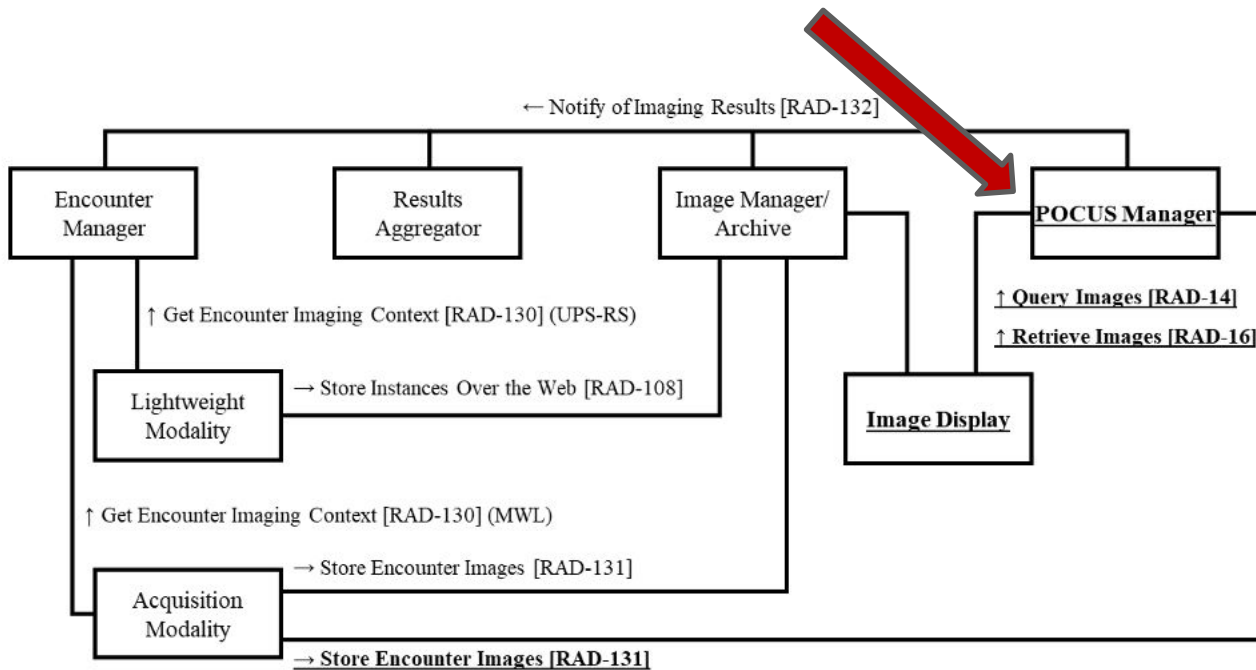 ← Notify of Imaging Results [RAD-132]
Encounter
Manager
Results
Aggregator
Image Manager/
Archive
POCUS Manager
↑ Query Images [RAD-14]
↑ Retrieve Images [RAD-16]
↑ Get Encounter Imaging Context [RAD-130] (UPS-RS)
Lightweight
Modality
→ Store Instances Over the Web [RAD-108]
Image Display
↑ Get Encounter Imaging Context [RAD-130] (MWL)
Acquisition
Modality
→ Store Encounter Images [RAD-131]
→ Store Encounter Images [RAD-131]